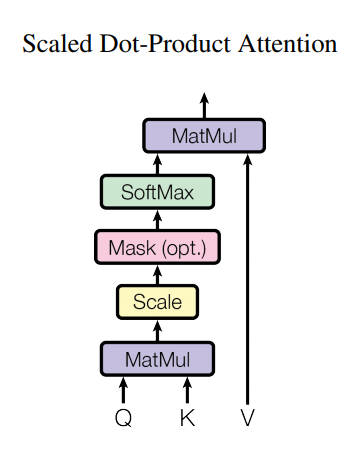 Scaled Dot-Product Attention
MatMul
SoftMax
Mask (opt.)
Scale
MatMul
Q K V